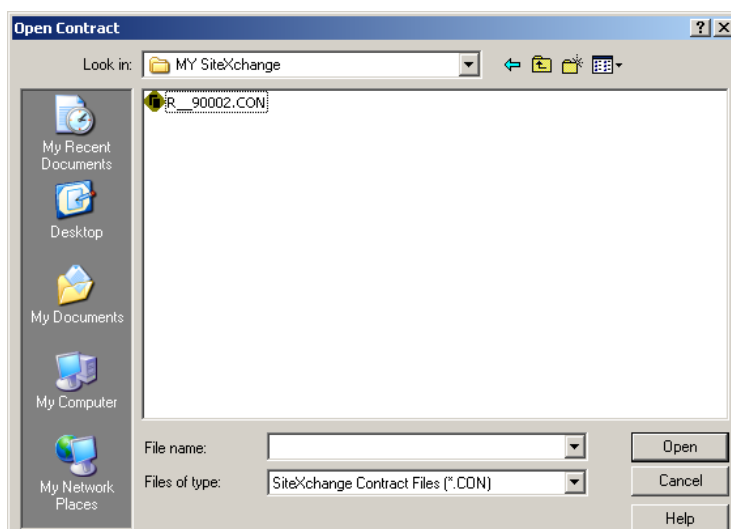 Open Contract
Look in: MY SiteXchange
R__90002.CON
My Recent
Documents
Desktop
My Documents
My Computer
My Network
Places
File name:
Open
Files of type: SiteXchange Contract Files (*.CON)
Cancel
Help